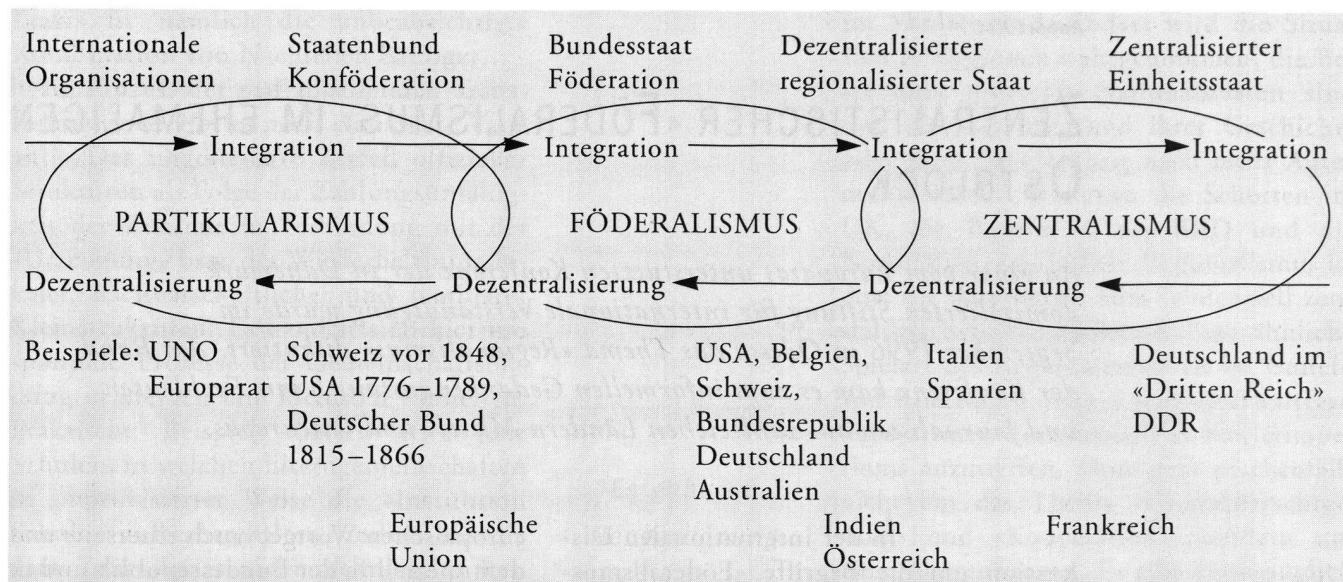 Internationale Staatenbund Bundesstaat Dezentralisierter Zentralisierter
Organisationen Konföderation Föderation regionalisierter Staat Einheitsstaat
Integration Integration Integration Integration
PARTIKULARISMUS FÖDERALISMUS ZENTRALISMUS
Dezentralisierung Dezentralisierung Dezentralisierung
Beispiele: UNO Schweiz vor 1848, USA, Belgien, Italien Deutschland im
Europarat USA 1776–1789, Schweiz, Spanien «Dritten Reich»
Deutscher Bund Bundesrepublik DDR
1815–1866 Deutschland
Australien
Europäische Indien Frankreich
Union Österreich